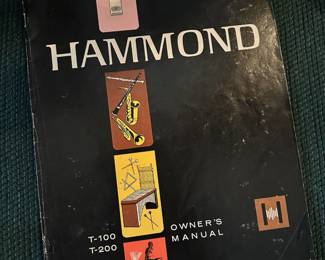 HAMMOND
T-100
T-200
OWNER'S
MANUAL
H